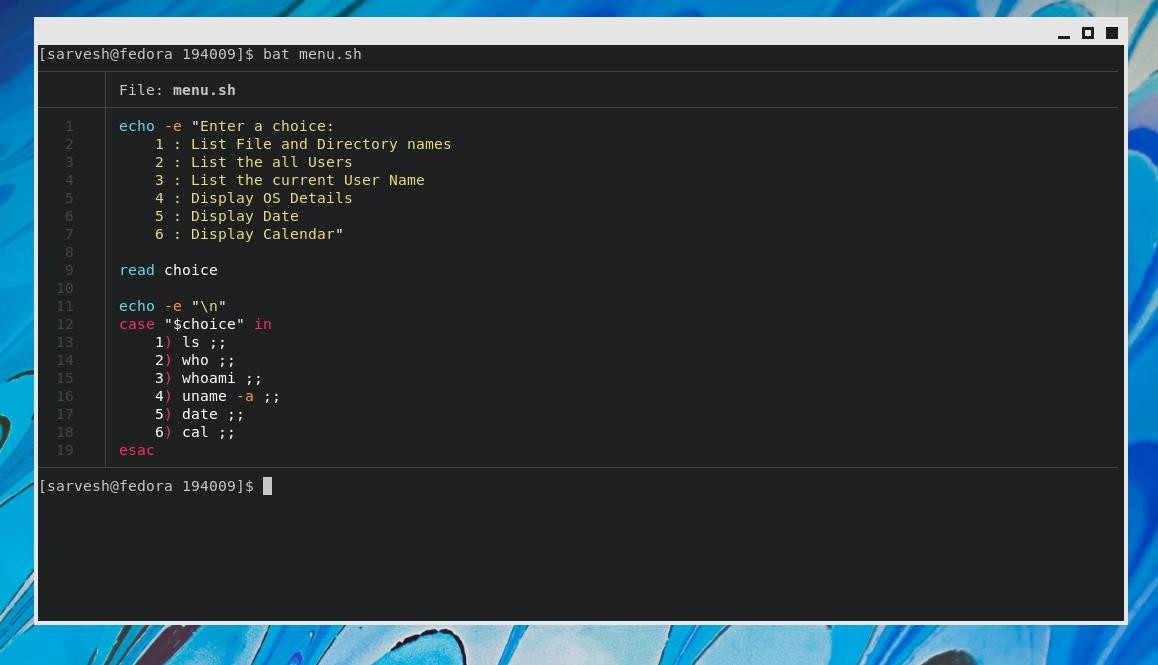 [sarvesh@fedora 194009]$ bat menu.sh
File: menu.sh
1 echo -e "Enter a choice:
2     1 : List File and Directory names
3     2 : List the all Users
4     3 : List the current User Name
5     4 : Display OS Details
6     5 : Display Date
7     6 : Display Calendar"
8
9 read choice
10
11 echo -e "\n"
12 case "$choice" in
13     1) ls ;;
14     2) who ;;
15     3) whoami ;;
16     4) uname -a ;;
17     5) date ;;
18     6) cal ;;
19 esac
[sarvesh@fedora 194009]$